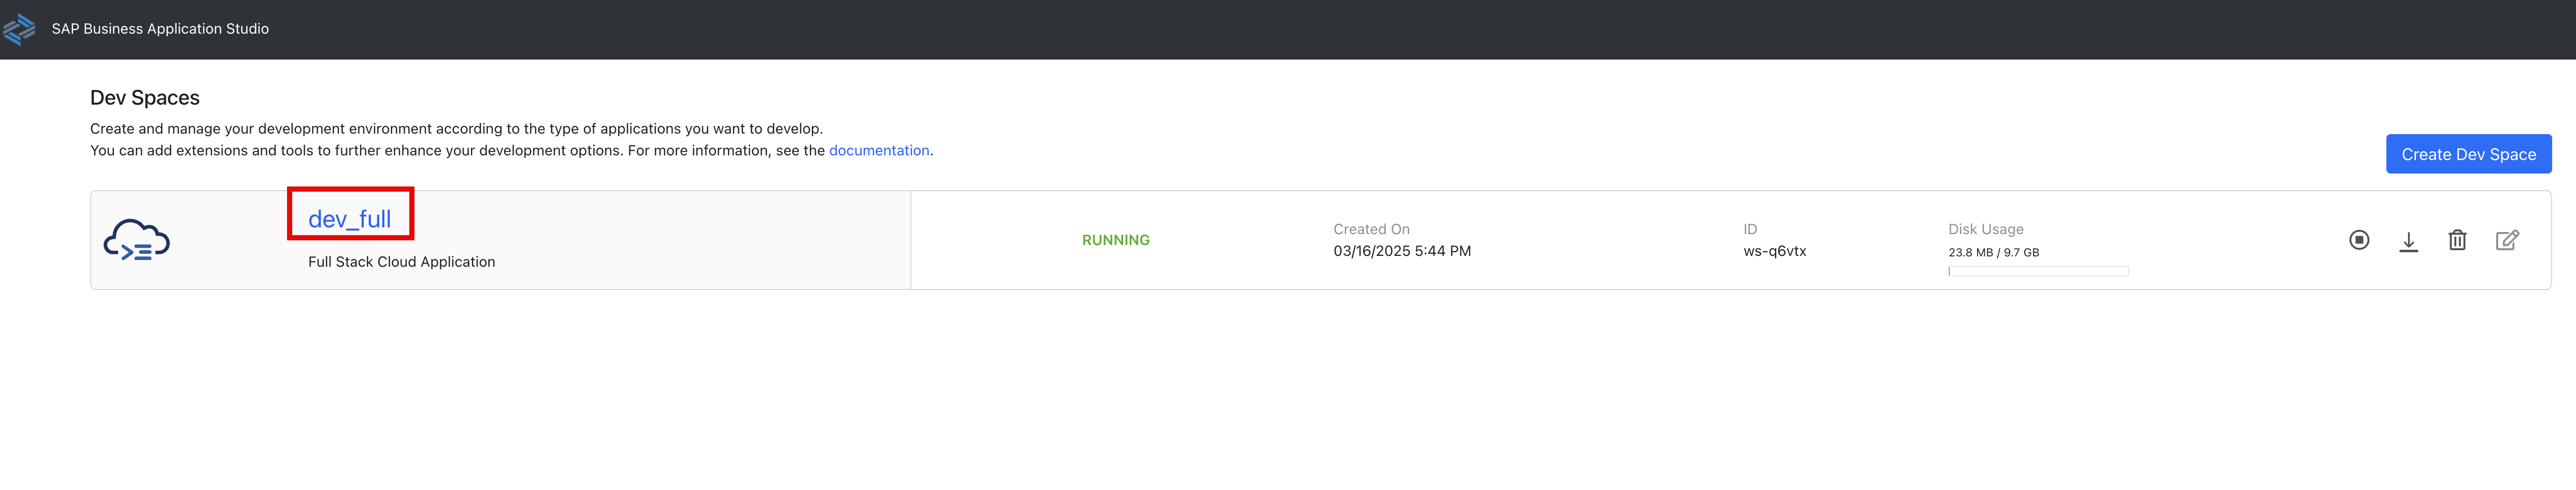 SAP Business Application Studio
Dev Spaces
Create and manage your development environment according to the type of applications you want to develop.
You can add extensions and tools to further enhance your development options. For more information, see the documentation.
Create Dev Space
dev_full
Full Stack Cloud Application
RUNNING
Created On
03/16/2025 5:44 PM
ID
ws-q6vtx
Disk Usage
23.8 MB / 9.7 GB